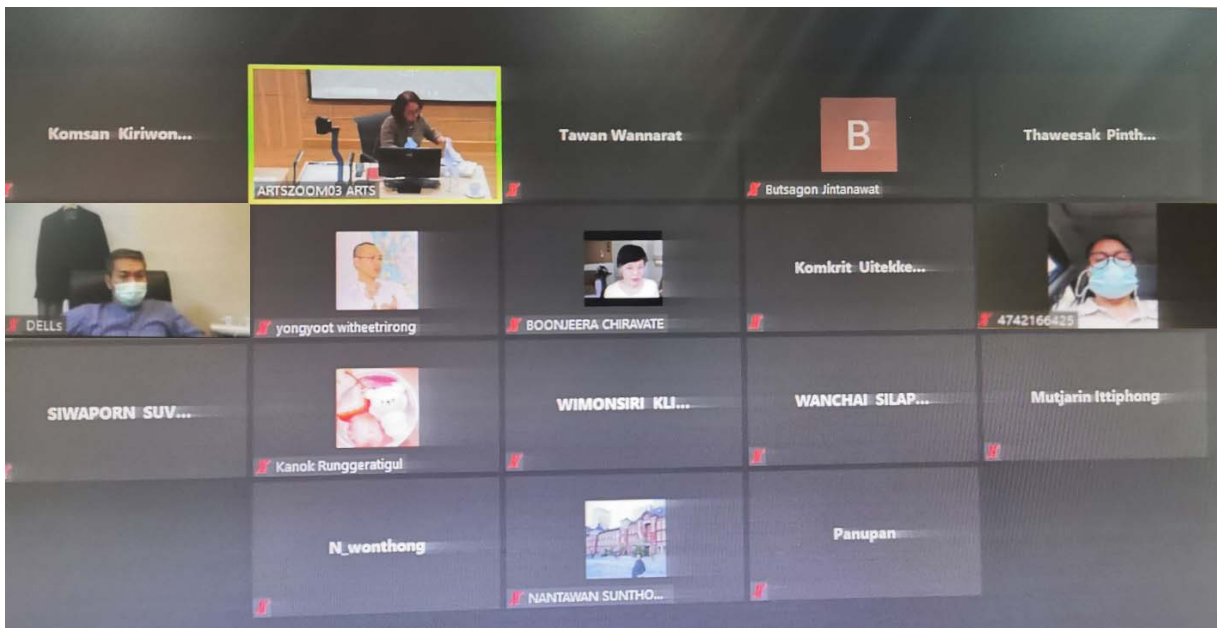 Komsan Kiriwon...
ARTSZOOM03 ARTS
Tawan Wannarat
B
Butsagon Jintanawat
Thaweesak Pinth...
DELLs
yongyoot witheetrirong
BOONJEERA CHIRAVATE
Komkrit Uitekke...
4742166425
SIWAPORN SUV...
Kanok Runggeratigul
WIMONSIRI KLI...
WANCHAI SILAP...
Mutjarin Ittiphong
N_wonthong
NANTAWAN SUNTHO...
Panupan